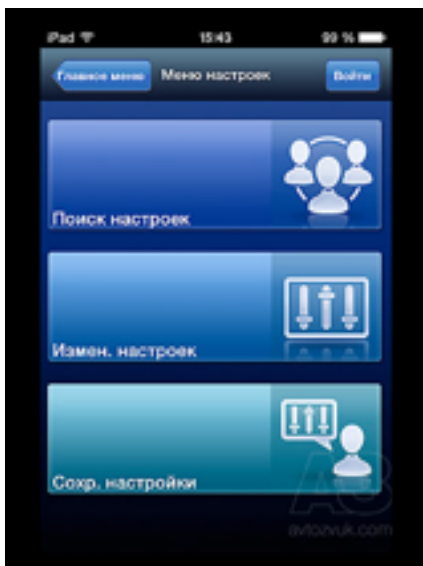 iPad 15:43 99 %
Главное меню Меню настроек Войти
Поиск настроек
Измен. настроек
Сохр. настройки
A3
avtozvuk.com